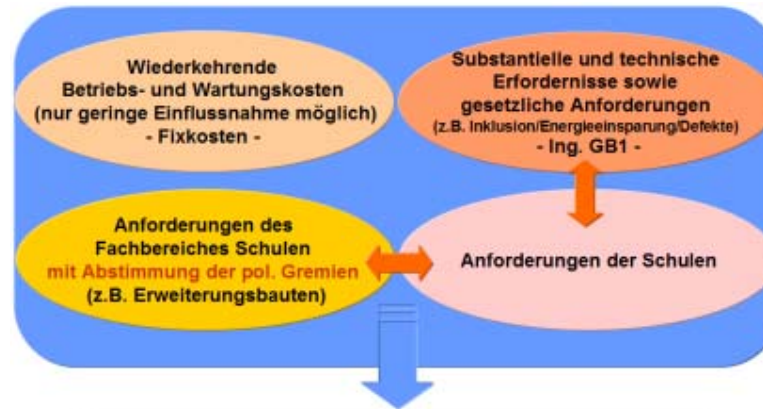 Wiederkehrende
Betriebs- und Wartungskosten
(nur geringe Einflussnahme möglich)
- Fixkosten -
Substantielle und technische
Erfordernisse sowie
gesetzliche Anforderungen
(z.B. Inklusion/Energieeinsparung/Defekte)
- Ing. GB1 -
Anforderungen des
Fachbereiches Schulen
mit Abstimmung der pol. Gremien
(z.B. Erweiterungsbauten)
Anforderungen der Schulen